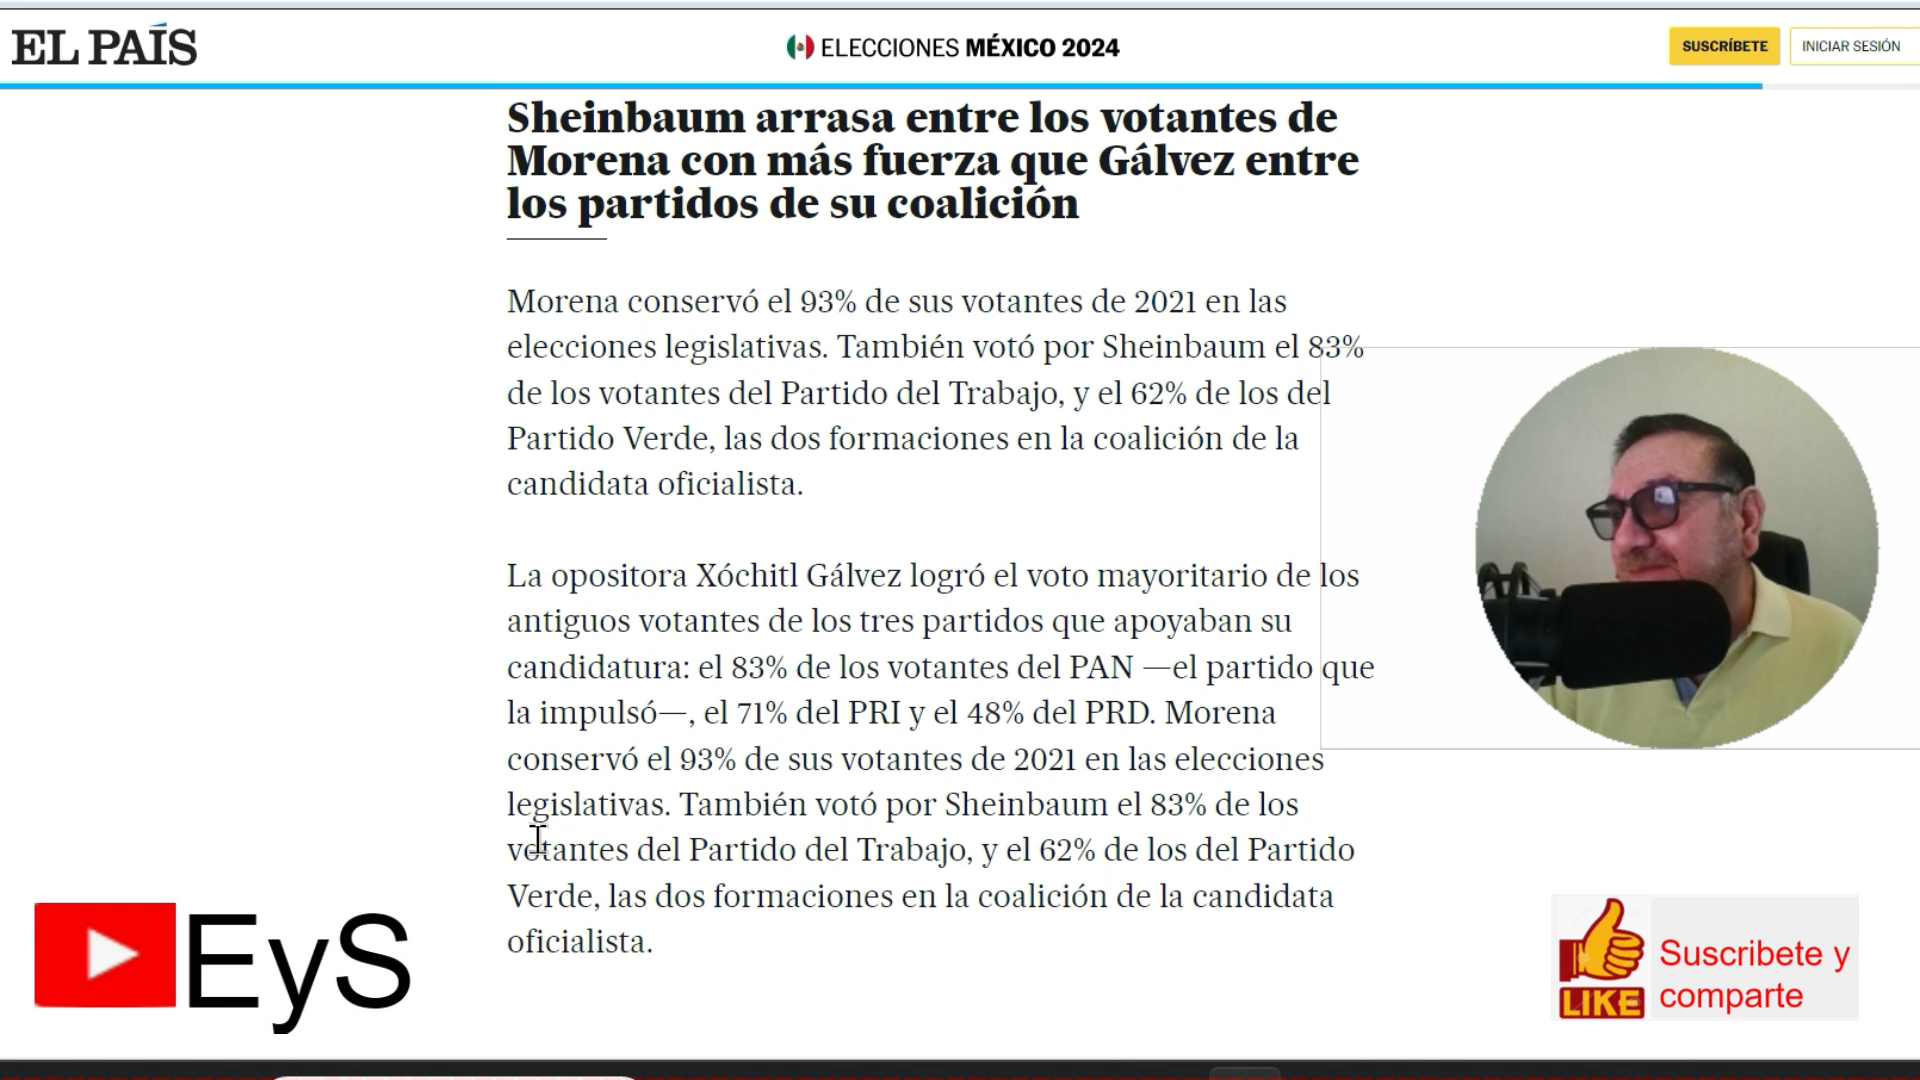 EL PAÍS
ELECCIONES MÉXICO 2024
SUSCRÍBETE
INICIAR SESIÓN
Sheinbaum arrasa entre los votantes de
Morena con más fuerza que Gálvez entre
los partidos de su coalición
Morena conservó el 93% de sus votantes de 2021 en las
elecciones legislativas. También votó por Sheinbaum el 83%
de los votantes del Partido del Trabajo, y el 62% de los del
Partido Verde, las dos formaciones en la coalición de la
candidata oficialista.
La opositora Xóchitl Gálvez logró el voto mayoritario de los
antiguos votantes de los tres partidos que apoyaban su
candidatura: el 83% de los votantes del PAN —el partido que
la impulsó—, el 71% del PRI y el 48% del PRD. Morena
conservó el 93% de sus votantes de 2021 en las elecciones
legislativas. También votó por Sheinbaum el 83% de los
votantes del Partido del Trabajo, y el 62% de los del Partido
Verde, las dos formaciones en la coalición de la candidata
oficialista.
EyS
LIKE
Suscribete y
comparte